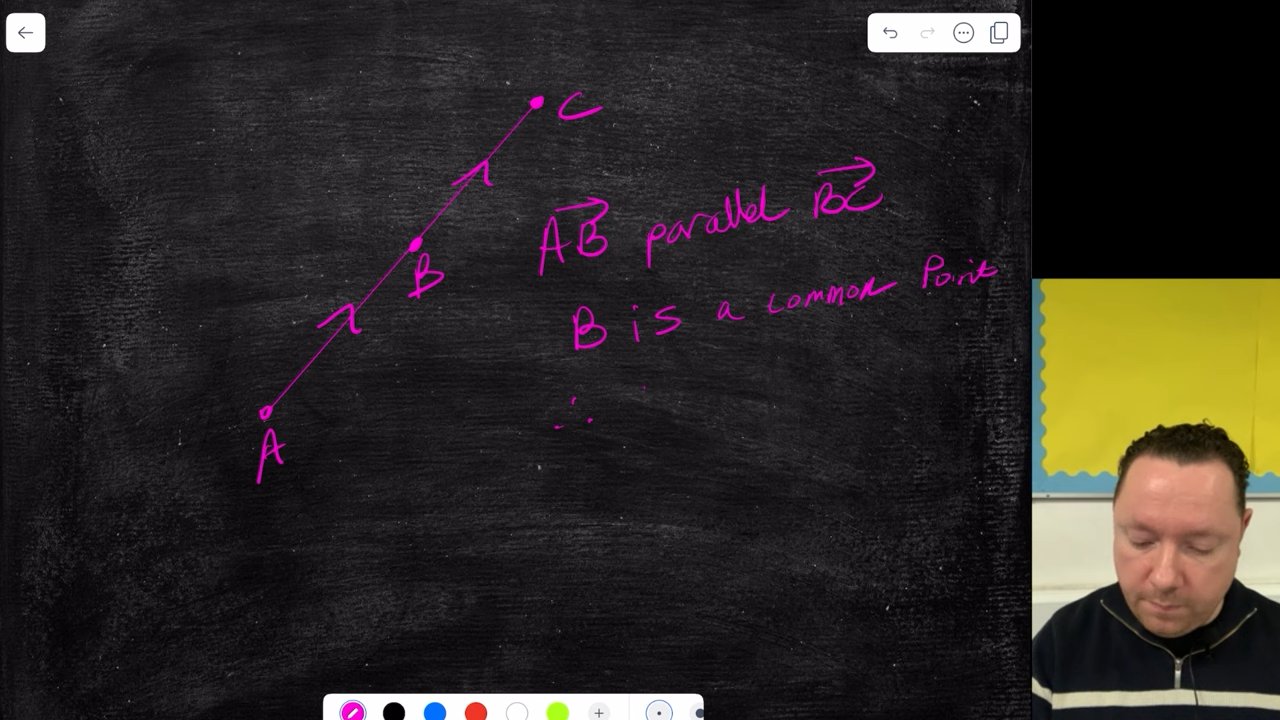 C
AB parallel BC
B
B is a common Point
∴
A